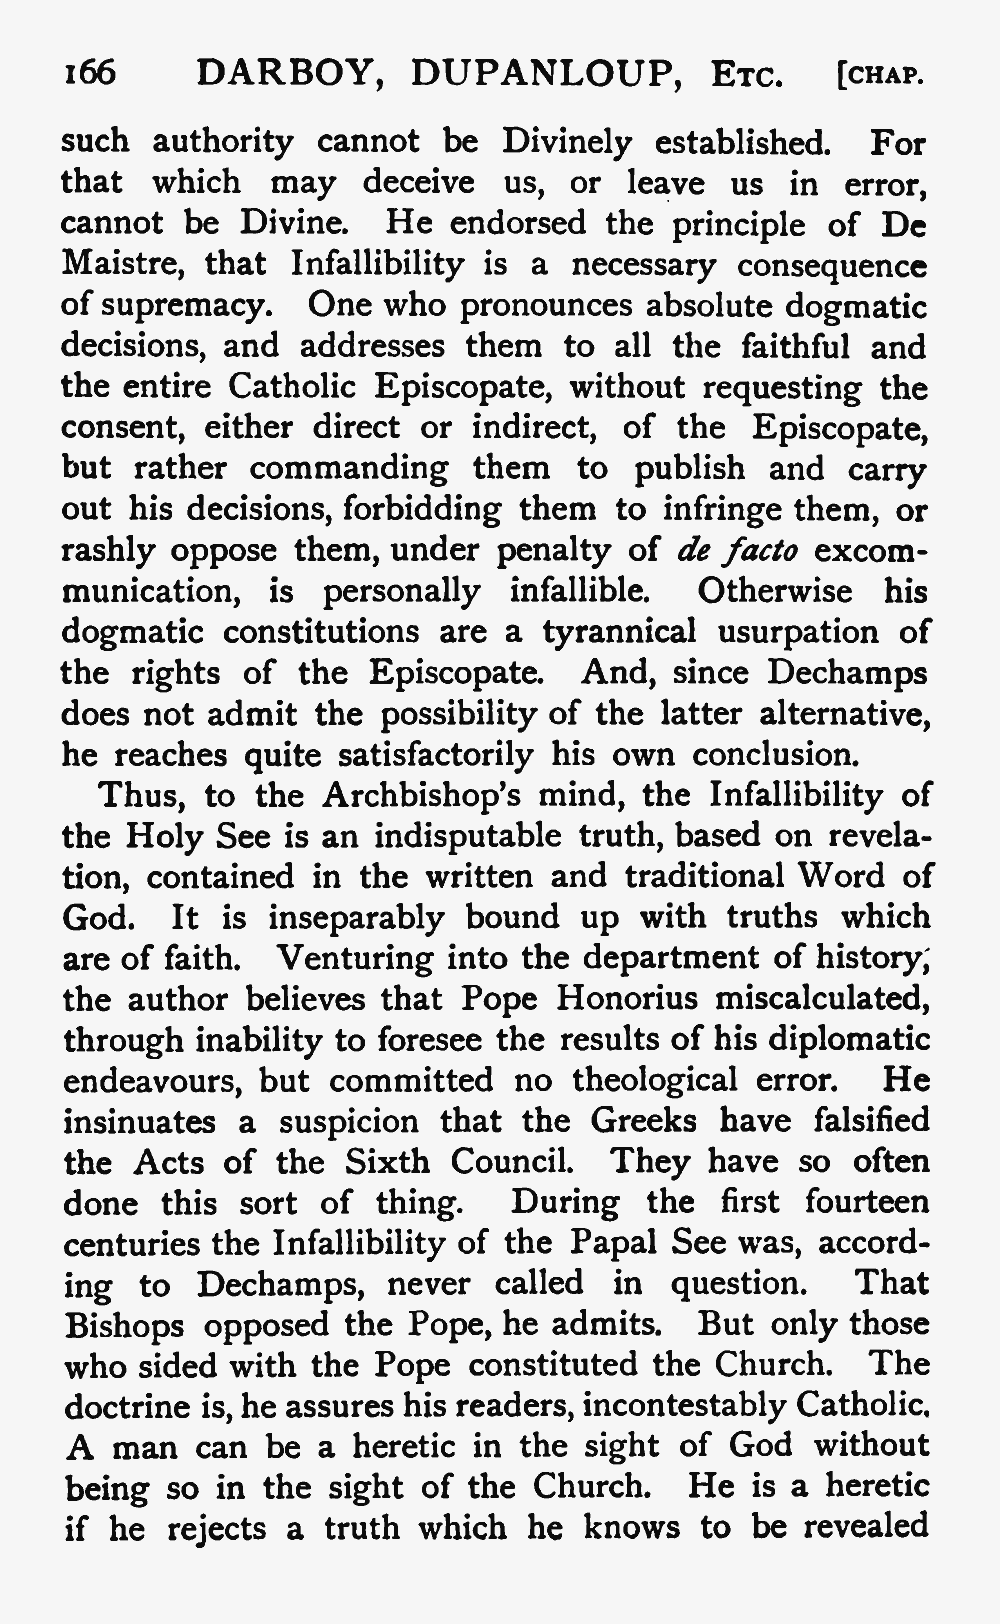 166 DARBOY, DUPANLOUP, ETC. [CHAP.
such authority cannot be Divinely established. For
that which may deceive us, or leave us in error,
cannot be Divine. He endorsed the principle of De
Maistre, that Infallibility is a necessary consequence
of supremacy. One who pronounces absolute dogmatic
decisions, and addresses them to all the faithful and
the entire Catholic Episcopate, without requesting the
consent, either direct or indirect, of the Episcopate,
but rather commanding them to publish and carry
out his decisions, forbidding them to infringe them, or
rashly oppose them, under penalty of de facto excom-
munication, is personally infallible. Otherwise his
dogmatic constitutions are a tyrannical usurpation of
the rights of the Episcopate. And, since Dechamps
does not admit the possibility of the latter alternative,
he reaches quite satisfactorily his own conclusion.
Thus, to the Archbishop's mind, the Infallibility of
the Holy See is an indisputable truth, based on revela-
tion, contained in the written and traditional Word of
God. It is inseparably bound up with truths which
are of faith. Venturing into the department of history,
the author believes that Pope Honorius miscalculated,
through inability to foresee the results of his diplomatic
endeavours, but committed no theological error. He
insinuates a suspicion that the Greeks have falsified
the Acts of the Sixth Council. They have so often
done this sort of thing. During the first fourteen
centuries the Infallibility of the Papal See was, accord-
ing to Dechamps, never called in question. That
Bishops opposed the Pope, he admits. But only those
who sided with the Pope constituted the Church. The
doctrine is, he assures his readers, incontestably Catholic.
A man can be a heretic in the sight of God without
being so in the sight of the Church. He is a heretic
if he rejects a truth which he knows to be revealed